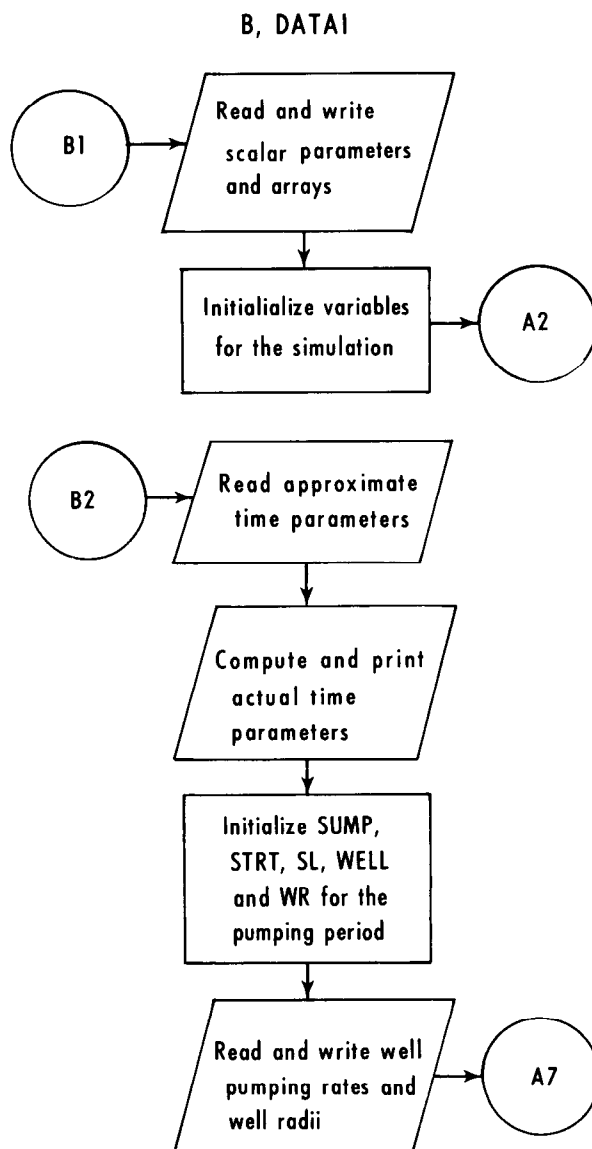 B, DATAI
B1
Read and write
scalar parameters
and arrays
Initialialize variables
for the simulation
A2
B2
Read approximate
time parameters
Compute and print
actual time
parameters
Initialize SUMP,
STRT, SL, WELL
and WR for the
pumping period
Read and write well
pumping rates and
well radii
A7